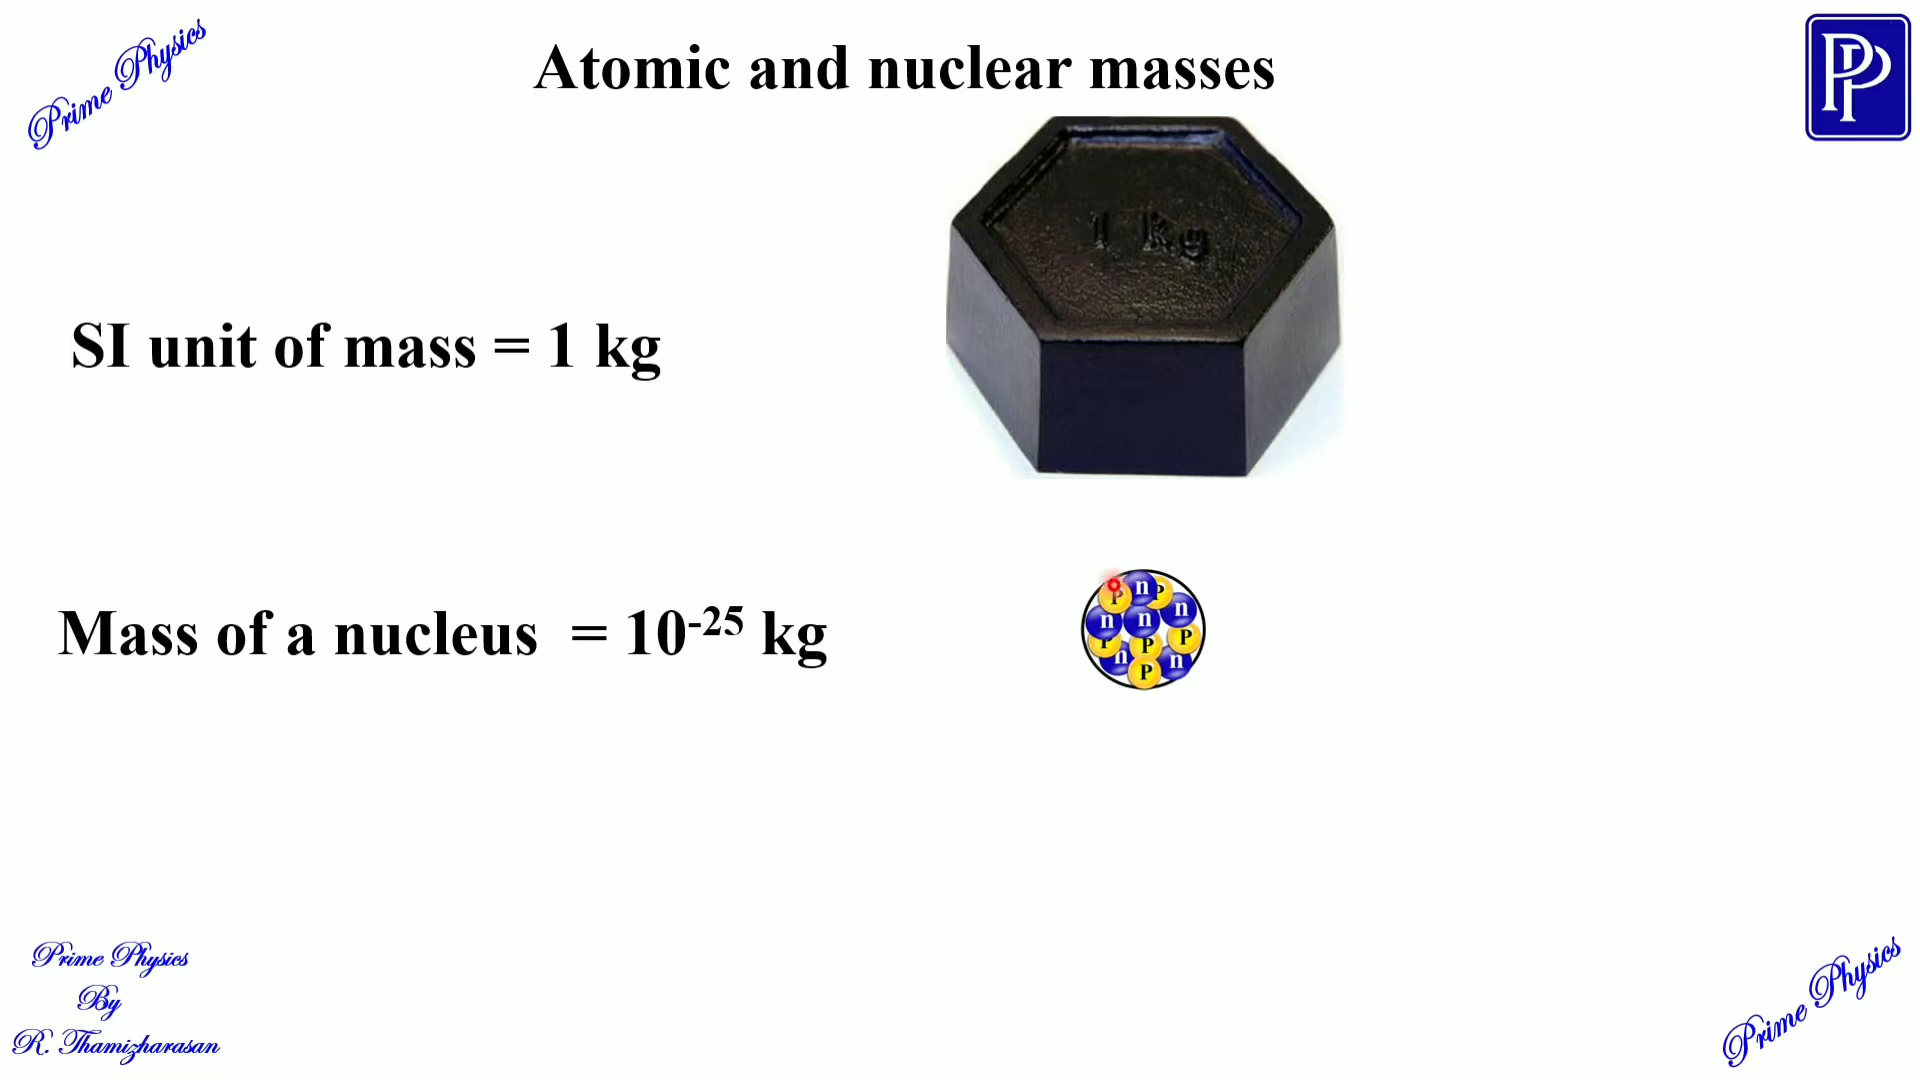 Prime Physics
Atomic and nuclear masses
PP
1 kg
SI unit of mass = 1 kg
Mass of a nucleus = 10⁻²⁵ kg
n
P
P
n
n
n
P
P
P
n
n
P
Prime Physics
By
R. Thamizharasan
Prime Physics